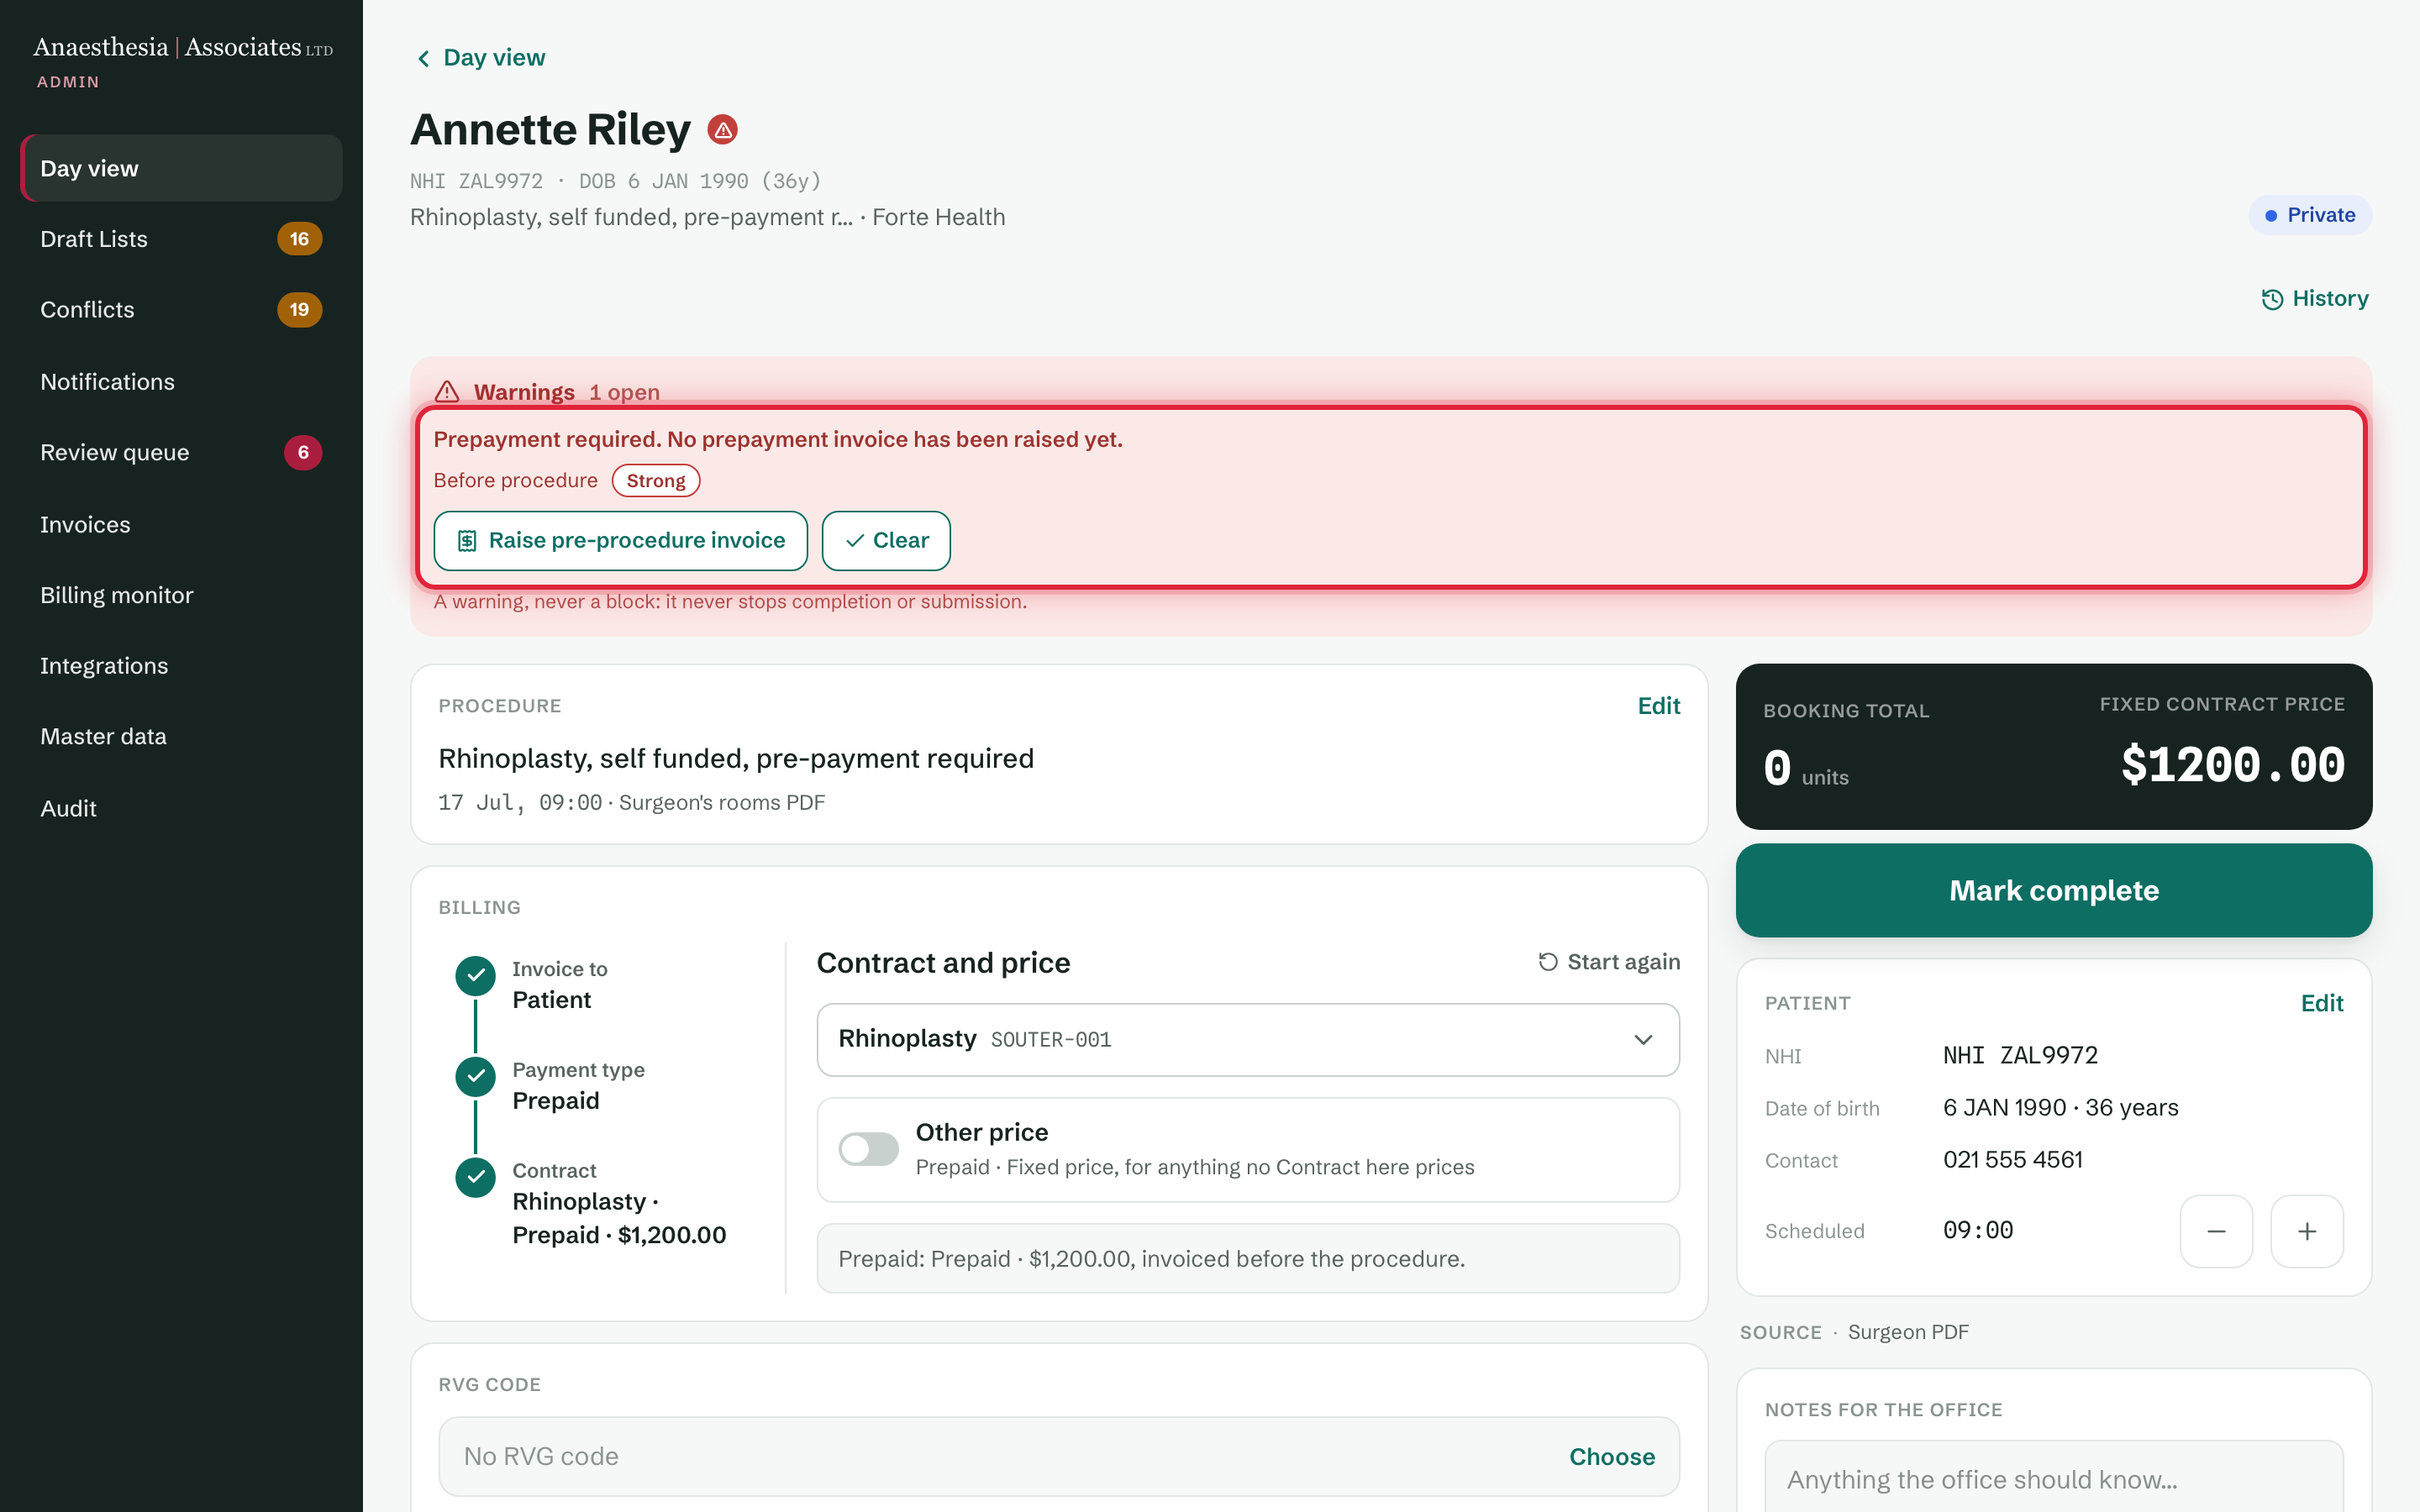 Anaesthesia | Associates LTD
ADMIN
Day view
Draft Lists 16
Conflicts 19
Notifications
Review queue 6
Invoices
Billing monitor
Integrations
Master data
Audit
Day view
Annette Riley
NHI ZAL9972 · DOB 6 JAN 1990 (36y)
Rhinoplasty, self funded, pre-payment r... · Forte Health
Private
History
Warnings 1 open
Prepayment required. No prepayment invoice has been raised yet.
Before procedure Strong
Raise pre-procedure invoice Clear
A warning, never a block: it never stops completion or submission.
PROCEDURE Edit
Rhinoplasty, self funded, pre-payment required
17 Jul, 09:00 · Surgeon's rooms PDF
BILLING
Invoice to
Patient
Payment type
Prepaid
Contract
Rhinoplasty ·
Prepaid · $1,200.00
Contract and price Start again
Rhinoplasty SOUTER-001
Other price
Prepaid · Fixed price, for anything no Contract here prices
Prepaid: Prepaid · $1,200.00, invoiced before the procedure.
RVG CODE
No RVG code Choose
BOOKING TOTAL FIXED CONTRACT PRICE
0 units $1200.00
Mark complete
PATIENT Edit
NHI NHI ZAL9972
Date of birth 6 JAN 1990 · 36 years
Contact 021 555 4561
Scheduled 09:00 − +
SOURCE · Surgeon PDF
NOTES FOR THE OFFICE
Anything the office should know...